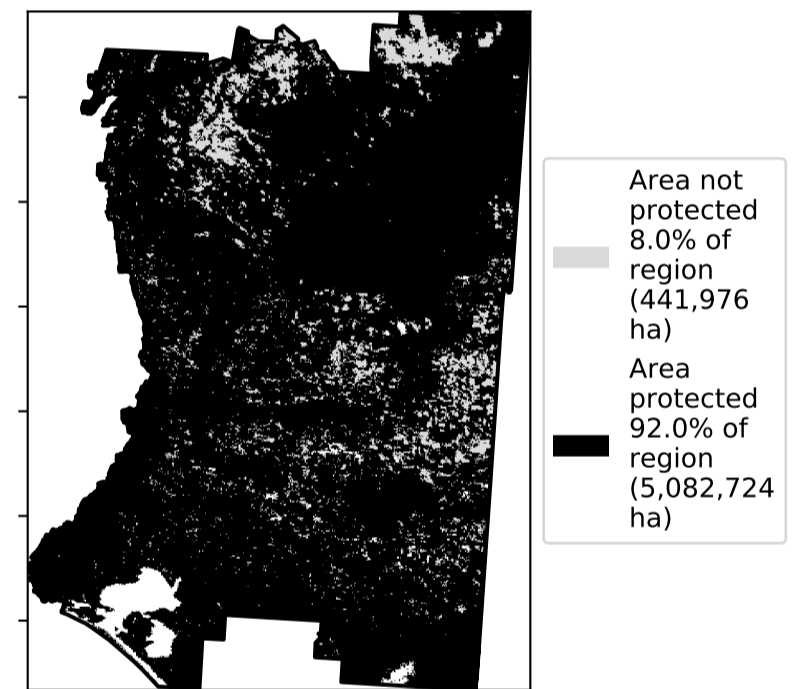 Area not
protected
8.0% of
region
(441,976
ha)
Area
protected
92.0% of
region
(5,082,724
ha)